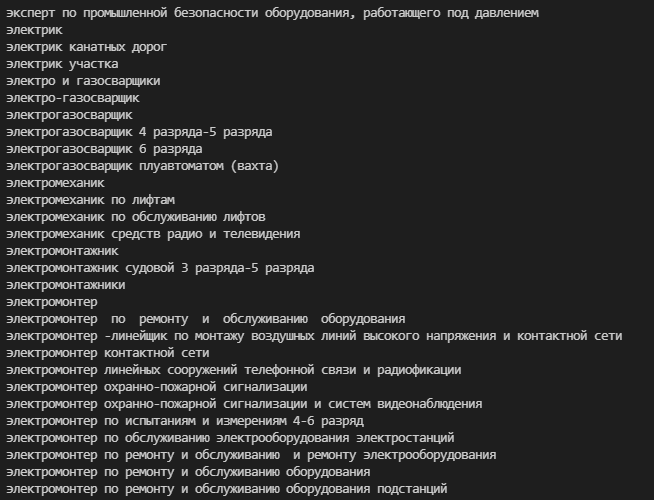 эксперт по промышленной безопасности оборудования, работающего под давлением
электрик
электрик канатных дорог
электрик участка
электро и газосварщики
электро-газосварщик
электрогазосварщик
электрогазосварщик 4 разряда-5 разряда
электрогазосварщик 6 разряда
электрогазосварщик плуавтоматом (вахта)
электромеханик
электромеханик по лифтам
электромеханик по обслуживанию лифтов
электромеханик средств радио и телевидения
электромонтажник
электромонтажник судовой 3 разряда-5 разряда
электромонтажники
электромонтер
электромонтер  по  ремонту  и  обслуживанию  оборудования
электромонтер -линейщик по монтажу воздушных линий высокого напряжения и контактной сети
электромонтер контактной сети
электромонтер линейных сооружений телефонной связи и радиофикации
электромонтер охранно-пожарной сигнализации
электромонтер охранно-пожарной сигнализации и систем видеонаблюдения
электромонтер по испытаниям и измерениям 4-6 разряд
электромонтер по обслуживанию электрооборудования электростанций
электромонтер по ремонту и обслуживанию  и ремонту электрооборудования
электромонтер по ремонту и обслуживанию оборудования
электромонтер по ремонту и обслуживанию оборудования подстанций